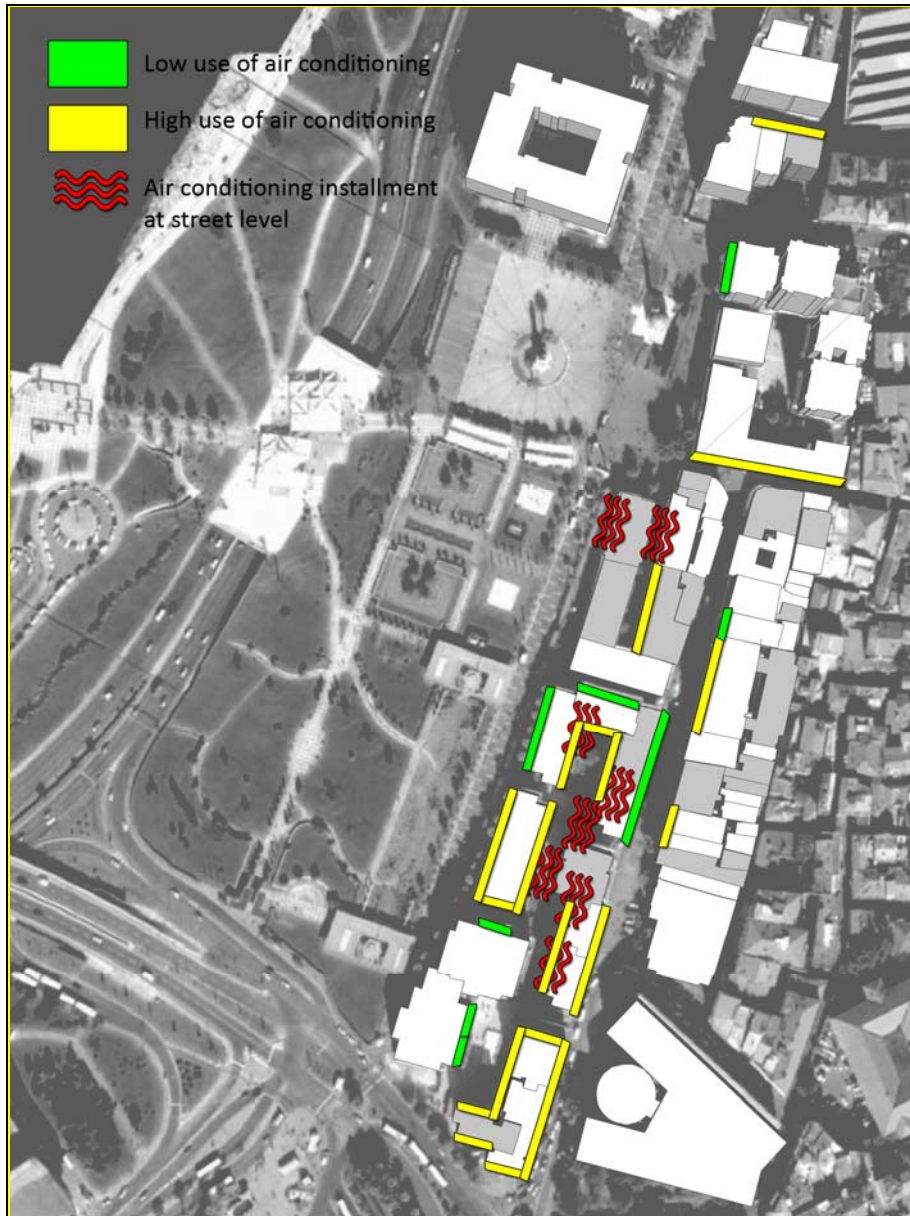 Low use of air conditioning
High use of air conditioning
Air conditioning installment
at street level